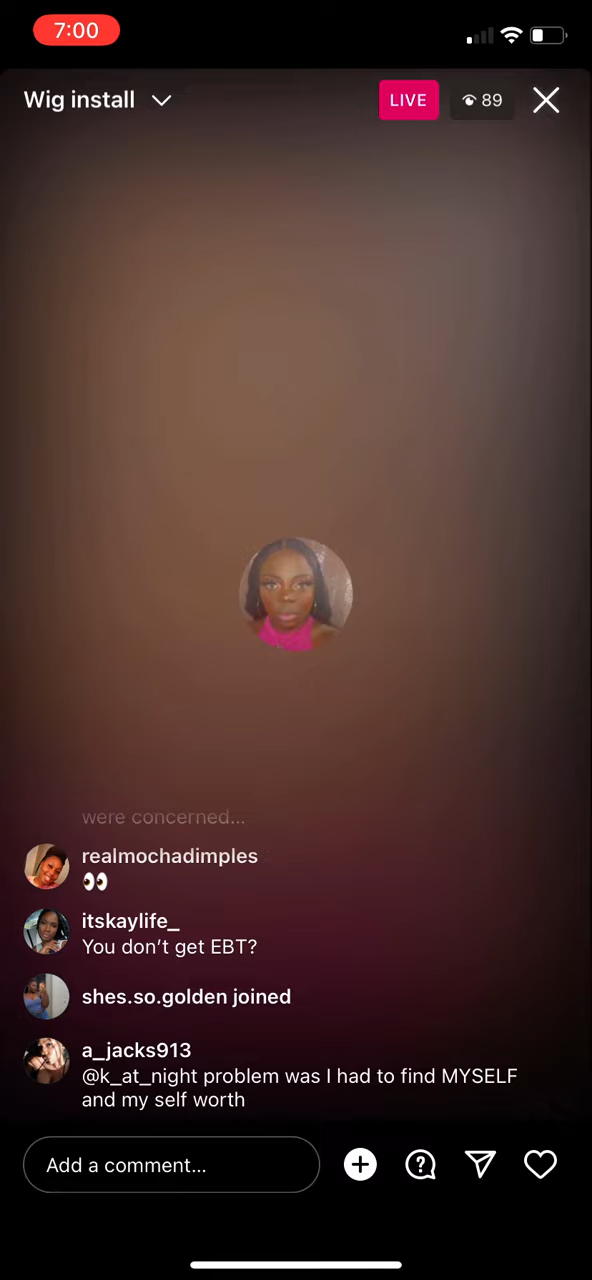 7:00
Wig install
LIVE
89
were concerned...
realmochadimples
👀
itskaylife_
You don’t get EBT?
shes.so.golden joined
a_jacks913
@k_at_night problem was I had to find MYSELF
and my self worth
Add a comment...